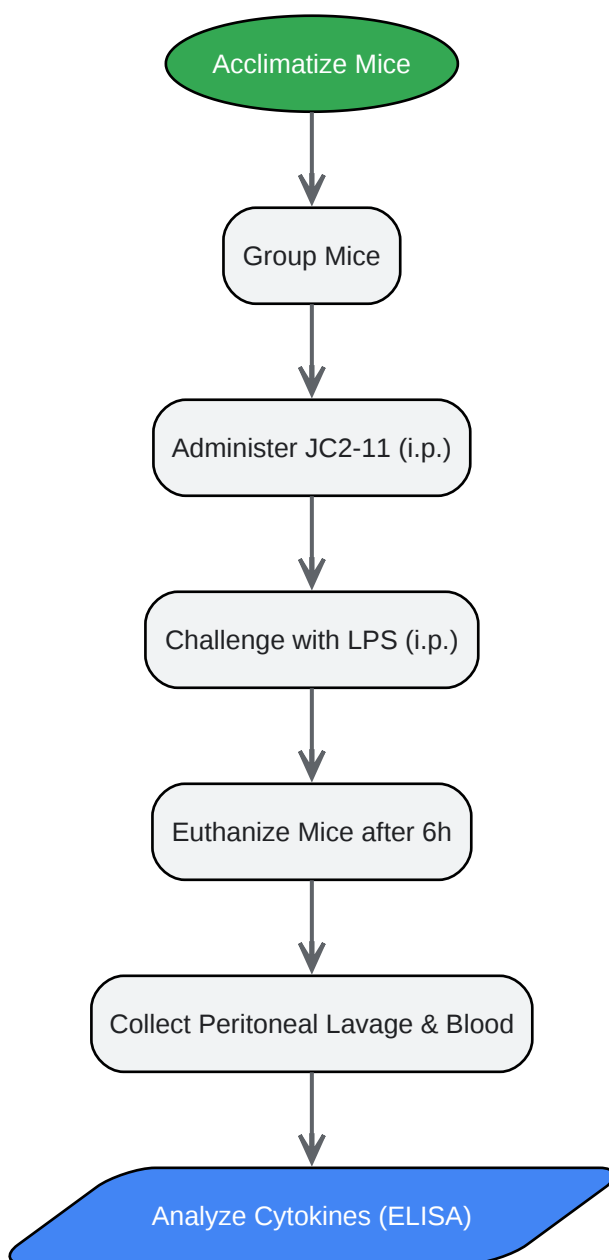 Acclimatize Mice
Group Mice
Administer JC2-11 (i.p.)
Challenge with LPS (i.p.)
Euthanize Mice after 6h
Collect Peritoneal Lavage & Blood
Analyze Cytokines (ELISA)